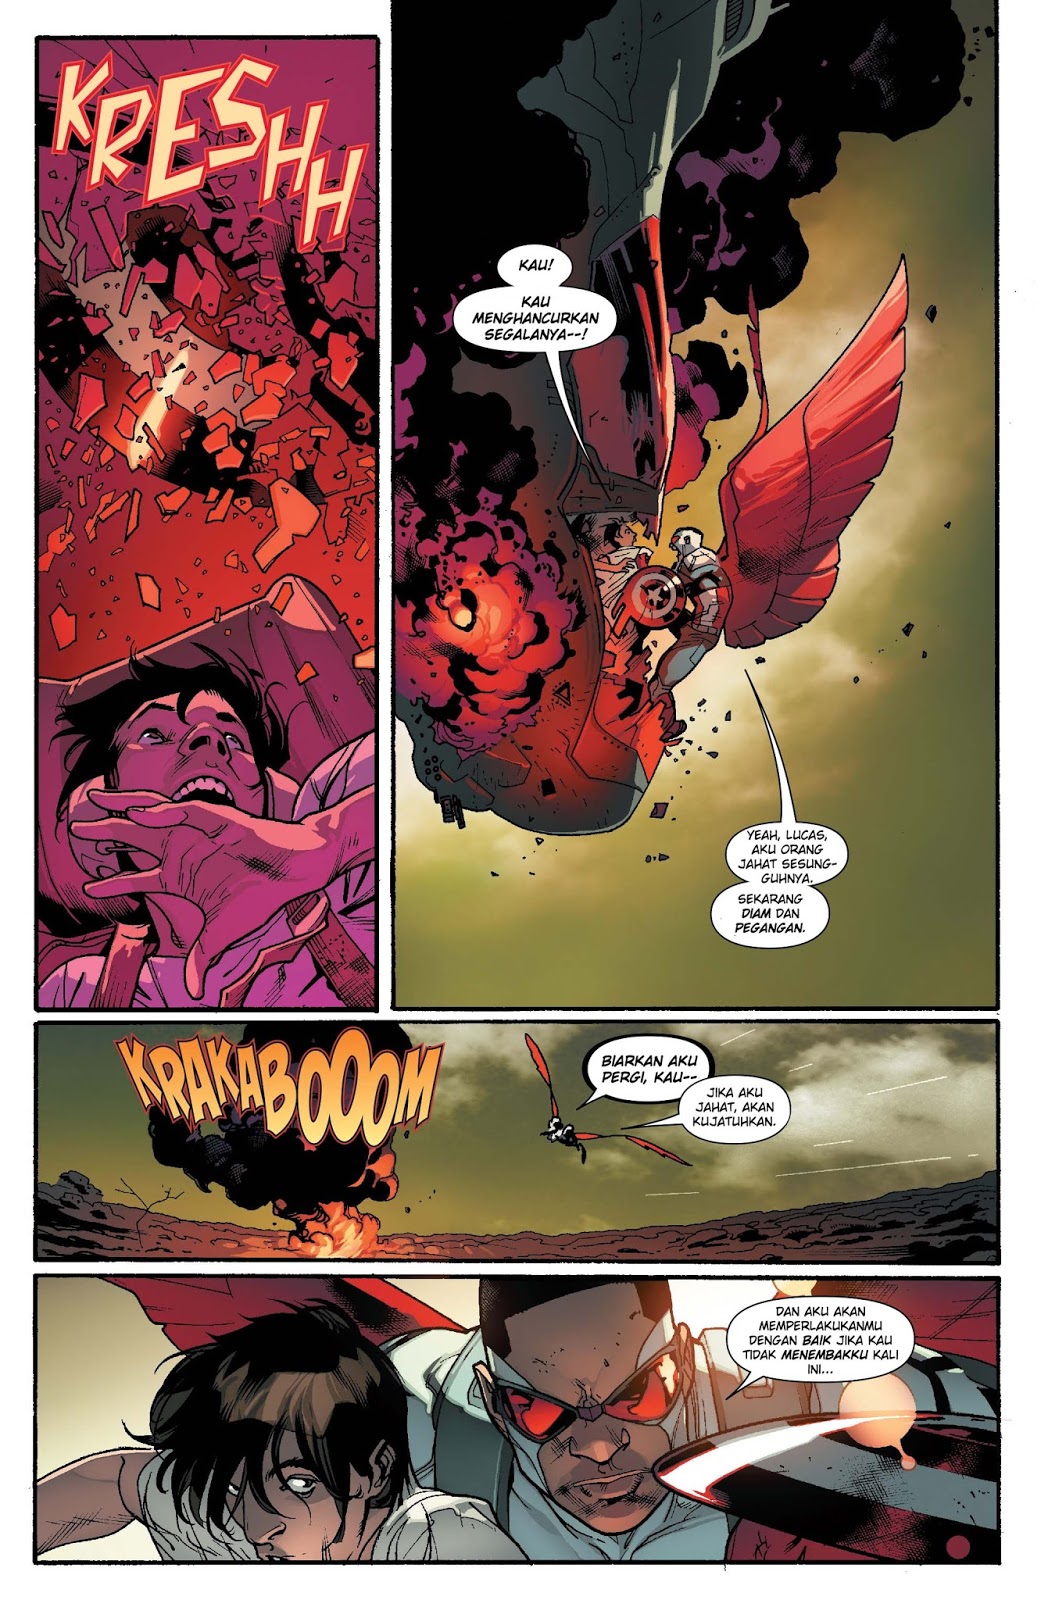 KRESHH
KAU!
KAU
MENGHANCURKAN
SEGALANYA--!
YEAH, LUCAS,
AKU ORANG
JAHAT SESUNG-
GUHNYA.
SEKARANG
DIAM DAN
PEGANGAN.
KRAKABOOOM
BIARKAN AKU
PERGI, KAU--
JIKA AKU
JAHAT, AKAN
KUJATUHKAN.
DAN AKU AKAN
MEMPERLAKUKANMU
DENGAN BAIK JIKA KAU
TIDAK MENEMBAKKU KALI
INI...